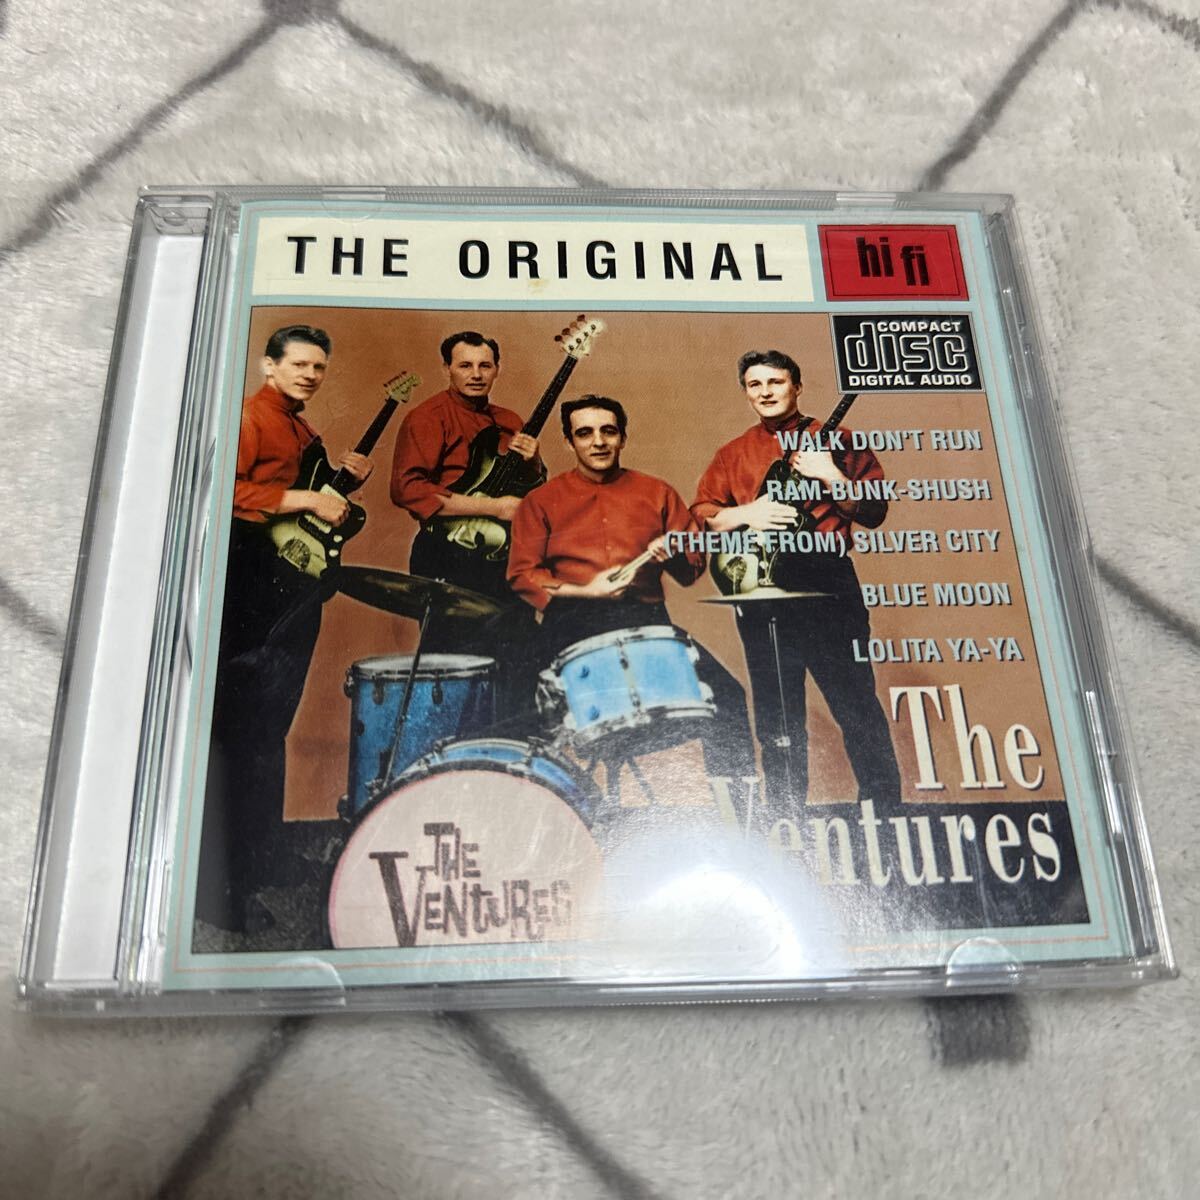 THE ORIGINAL
hi fi
COMPACT
disc
DIGITAL AUDIO
WALK DON'T RUN
RAM-BUNK-SHUSH
(THEME FROM) SILVER CITY
BLUE MOON
LOLITA YA-YA
The
Ventures
THE
VENTURES